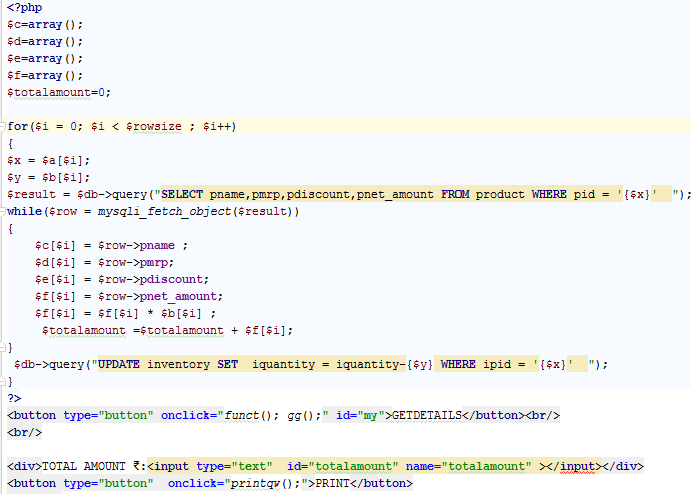 <?php
$c=array();
$d=array();
$e=array();
$f=array();
$totalamount=0;
for($i = 0; $i < $rowsize ; $i++)
{
$x = $a[$i];
$y = $b[$i];
$result = $db->query("SELECT pname,pmrp,pdiscount,pnet_amount FROM product WHERE pid = '{$x}'  ");
while($row = mysqli_fetch_object($result))
{
$c[$i] = $row->pname ;
$d[$i] = $row->pmrp;
$e[$i] = $row->pdiscount;
$f[$i] = $row->pnet_amount;
$f[$i] = $f[$i] * $b[$i] ;
$totalamount =$totalamount + $f[$i];
}
$db->query("UPDATE inventory SET  iquantity = iquantity-{$y} WHERE ipid = '{$x}'  ");
}
?>
<button type="button" onclick="funct(); gg();" id="my">GETDETAILS</button><br/>
<br/>
<div>TOTAL AMOUNT ₹:<input type="text"  id="totalamount" name="totalamount" ></input></div>
<button type="button"  onclick="printqw();">PRINT</button>